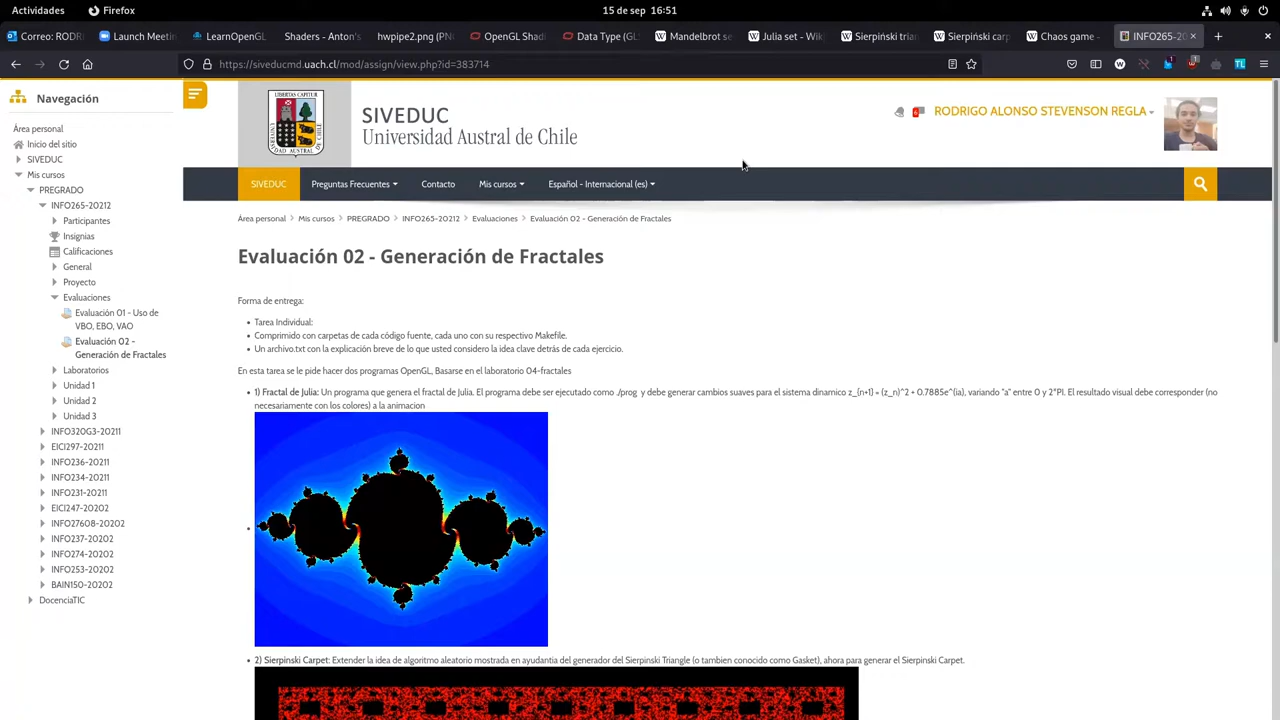 Actividades Firefox 15 de sep 16:51
Correo: RODRI Launch Meetin LearnOpenGL Shaders - Anton's hwpipe2.png (PNG OpenGL Shadi Data Type (GLS Mandelbrot se Julia set - Wiki Sierpiński trian Sierpiński carp Chaos game - INFO265-20
https://siveducmd.uach.cl/mod/assign/view.php?id=383714
Navegación
Área personal
Inicio del sitio
SIVEDUC
Mis cursos
PREGRADO
INFO265-20212
Participantes
Insignias
Calificaciones
General
Proyecto
Evaluaciones
Evaluación 01 - Uso de
VBO, EBO, VAO
Evaluación 02 -
Generación de Fractales
Laboratorios
Unidad 1
Unidad 2
Unidad 3
INFO320G3-20211
EICI297-20211
INFO236-20211
INFO234-20211
INFO231-20211
EICI247-20202
INFO27608-20202
INFO237-20202
INFO274-20202
INFO253-20202
BAIN150-20202
DocenciaTIC
SIVEDUC
Universidad Austral de Chile
RODRIGO ALONSO STEVENSON REGLA
SIVEDUC Preguntas Frecuentes Contacto Mis cursos Español - Internacional (es)
Área personal Mis cursos PREGRADO INFO265-20212 Evaluaciones Evaluación 02 - Generación de Fractales
Evaluación 02 - Generación de Fractales
Forma de entrega:
Tarea Individual:
Comprimido con carpetas de cada código fuente, cada uno con su respectivo Makefile.
Un archivo.txt con la explicación breve de lo que usted considero la idea clave detrás de cada ejercicio.
En esta tarea se le pide hacer dos programas OpenGL, Basarse en el laboratorio 04-fractales
1) Fractal de Julia: Un programa que genera el fractal de Julia. El programa debe ser ejecutado como ./prog y debe generar cambios suaves para el sistema dinamico z_{n+1} = (z_n)^2 + 0.7885e^(ia), variando "a" entre 0 y 2*PI. El resultado visual debe corresponder (no
necesariamente con los colores) a la animacion
2) Sierpinski Carpet: Extender la idea de algoritmo aleatorio mostrada en ayudantia del generador del Sierpinski Triangle (o tambien conocido como Gasket), ahora para generar el Sierpinski Carpet.